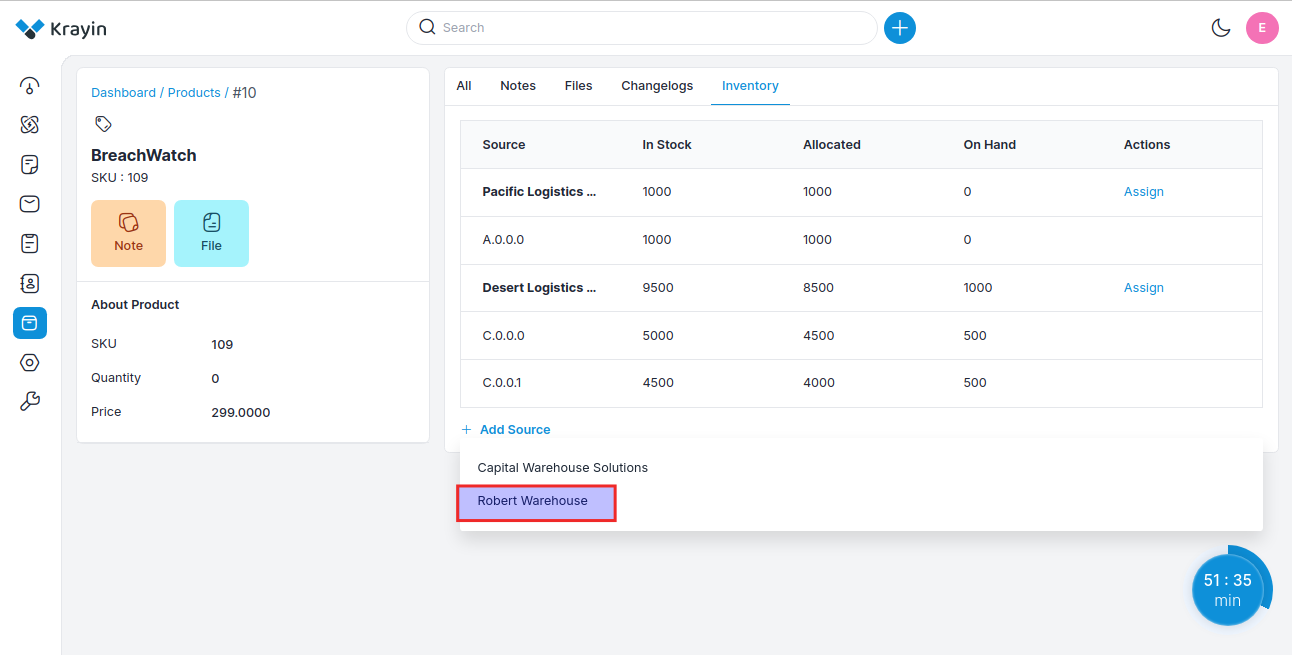 Krayin
Search
E
Dashboard / Products / #10
BreachWatch
SKU : 109
Note
File
About Product
SKU 109
Quantity 0
Price 299.0000
All Notes Files Changelogs Inventory
Source In Stock Allocated On Hand Actions
Pacific Logistics ... 1000 1000 0 Assign
A.0.0.0 1000 1000 0
Desert Logistics ... 9500 8500 1000 Assign
C.0.0.0 5000 4500 500
C.0.0.1 4500 4000 500
+ Add Source
Capital Warehouse Solutions
Robert Warehouse
51 : 35
min